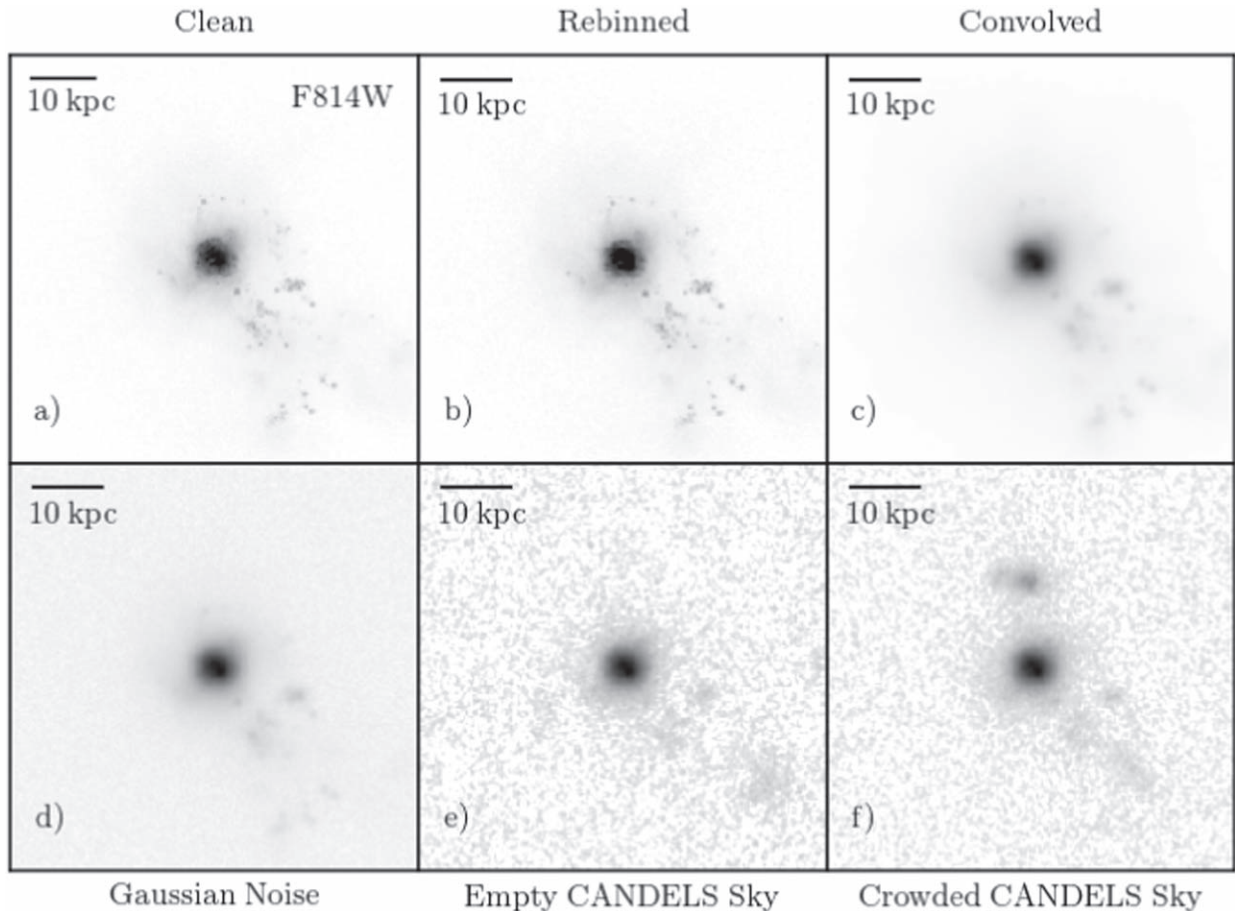 Clean
Rebinned
Convolved
10 kpc
F814W
a)
10 kpc
b)
10 kpc
c)
10 kpc
d)
10 kpc
e)
10 kpc
f)
Gaussian Noise
Empty CANDELS Sky
Crowded CANDELS Sky